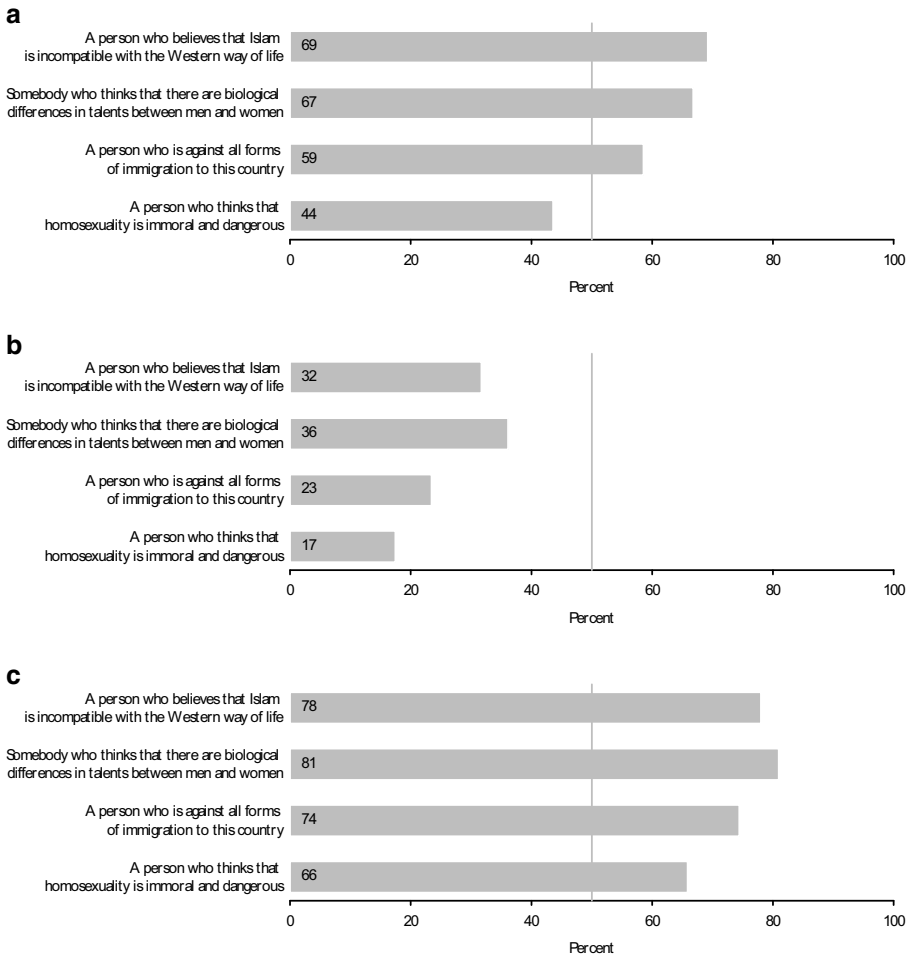 a
A person who believes that Islam
is incompatible with the Western way of life
69
Somebody who thinks that there are biological
differences in talents between men and women
67
A person who is against all forms
of immigration to this country
59
A person who thinks that
homosexuality is immoral and dangerous
44
0 20 40 60 80 100
Percent
b
A person who believes that Islam
is incompatible with the Western way of life
32
Somebody who thinks that there are biological
differences in talents between men and women
36
A person who is against all forms
of immigration to this country
23
A person who thinks that
homosexuality is immoral and dangerous
17
0 20 40 60 80 100
Percent
c
A person who believes that Islam
is incompatible with the Western way of life
78
Somebody who thinks that there are biological
differences in talents between men and women
81
A person who is against all forms
of immigration to this country
74
A person who thinks that
homosexuality is immoral and dangerous
66
0 20 40 60 80 100
Percent